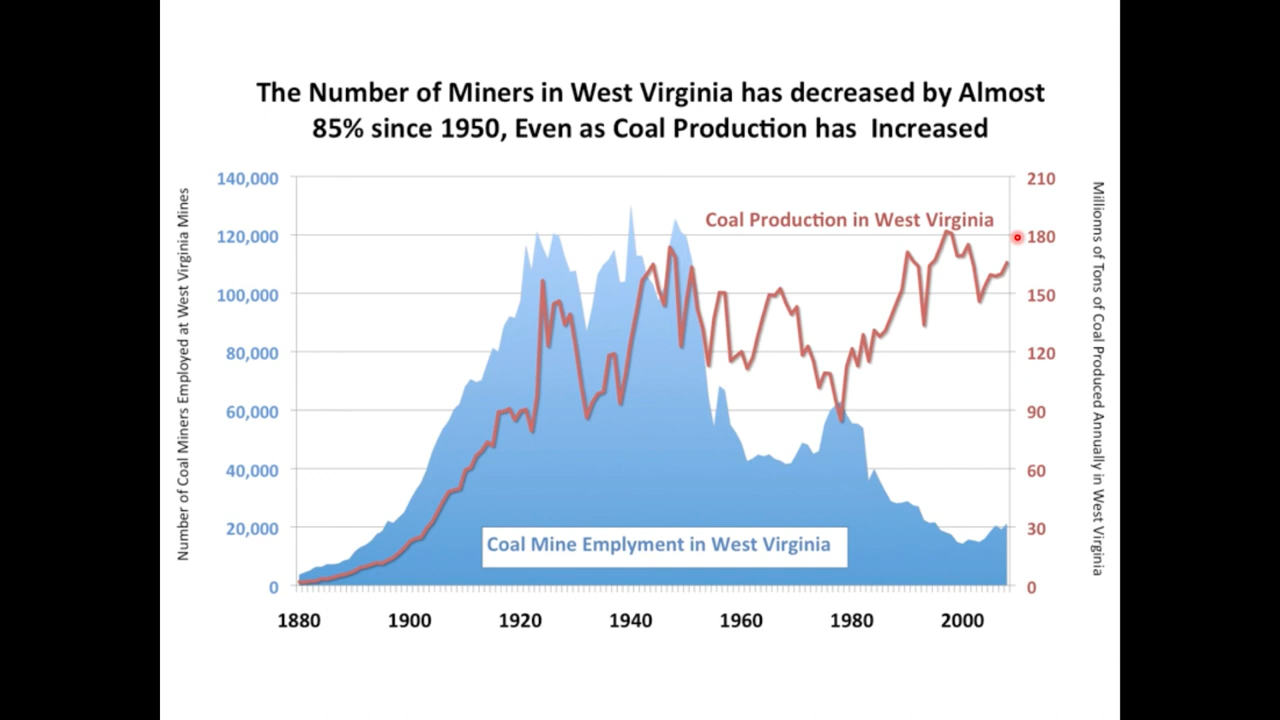 The Number of Miners in West Virginia has decreased by Almost
85% since 1950, Even as Coal Production has  Increased
Number of Coal Miners Employed at West Virginia Mines
140,000
120,000
100,000
80,000
60,000
40,000
20,000
0
Coal Production in West Virginia
Coal Mine Emplyment in West Virginia
210
180
150
120
90
60
30
0
Millionns of Tons of Coal Produced Annually in West Virginia
1880 1900 1920 1940 1960 1980 2000